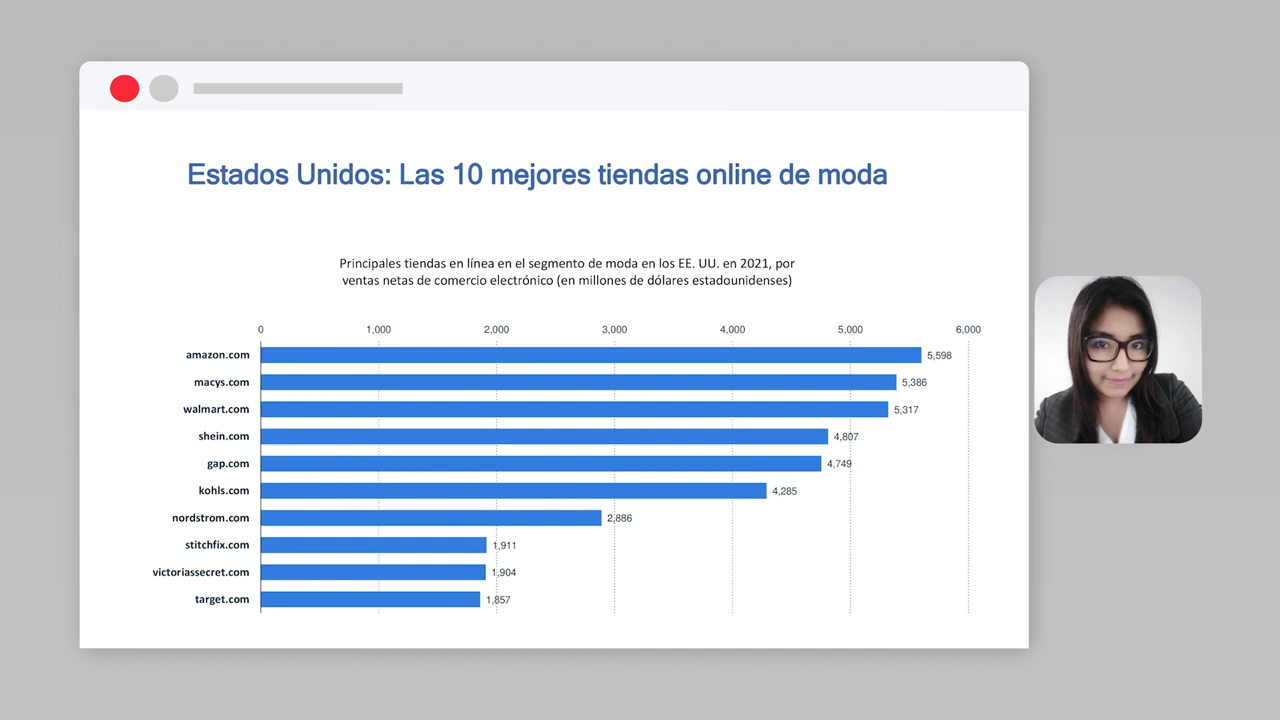 Estados Unidos: Las 10 mejores tiendas online de moda
Principales tiendas en línea en el segmento de moda en los EE. UU. en 2021, por
ventas netas de comercio electrónico (en millones de dólares estadounidenses)
0 1,000 2,000 3,000 4,000 5,000 6,000
amazon.com 5,598
macys.com 5,386
walmart.com 5,317
shein.com 4,807
gap.com 4,749
kohls.com 4,285
nordstrom.com 2,886
stitchfix.com 1,911
victoriassecret.com 1,904
target.com 1,857